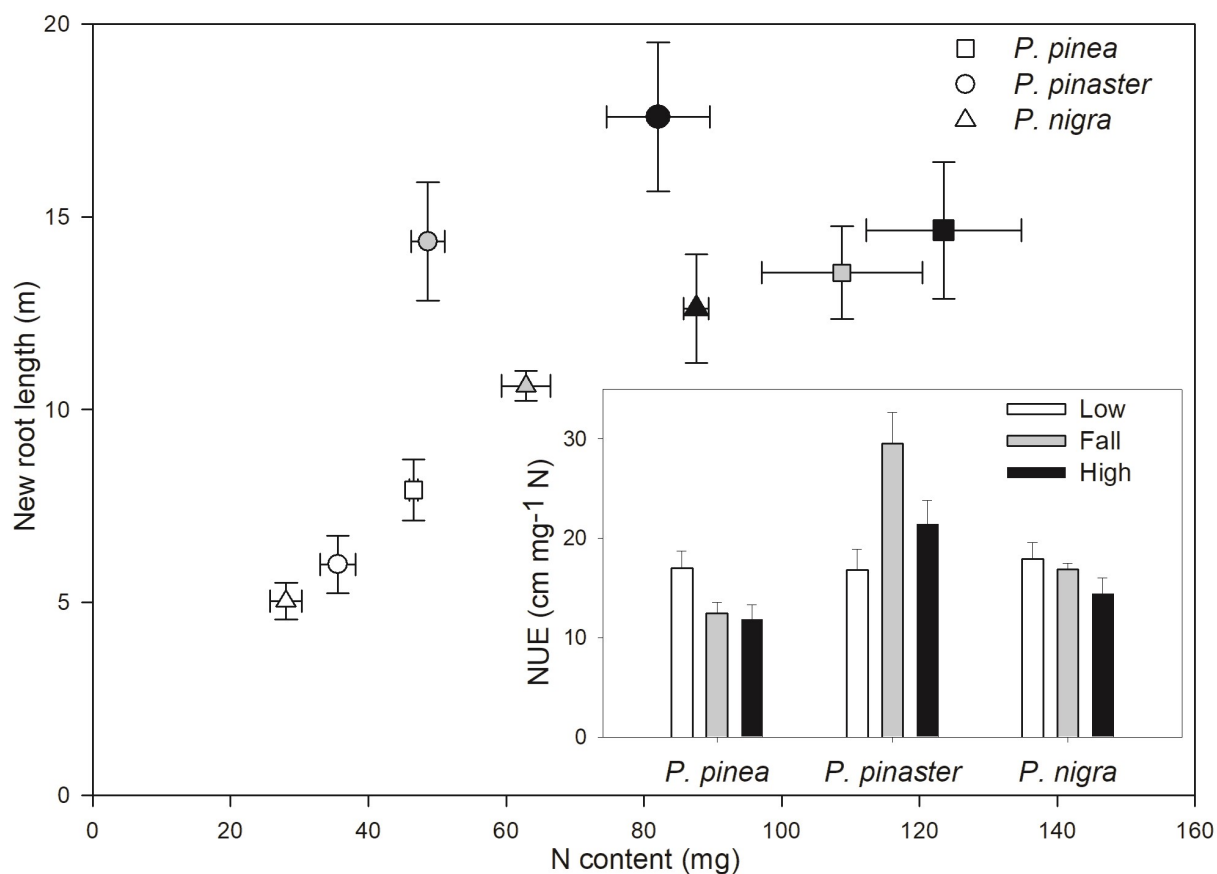 New root length (m)
20
15
10
5
0
P. pinea
P. pinaster
P. nigra
NUE (cm mg-1 N)
30
20
10
0
Low
Fall
High
P. pinea P. pinaster P. nigra
0 20 40 60 80 100 120 140 160
N content (mg)